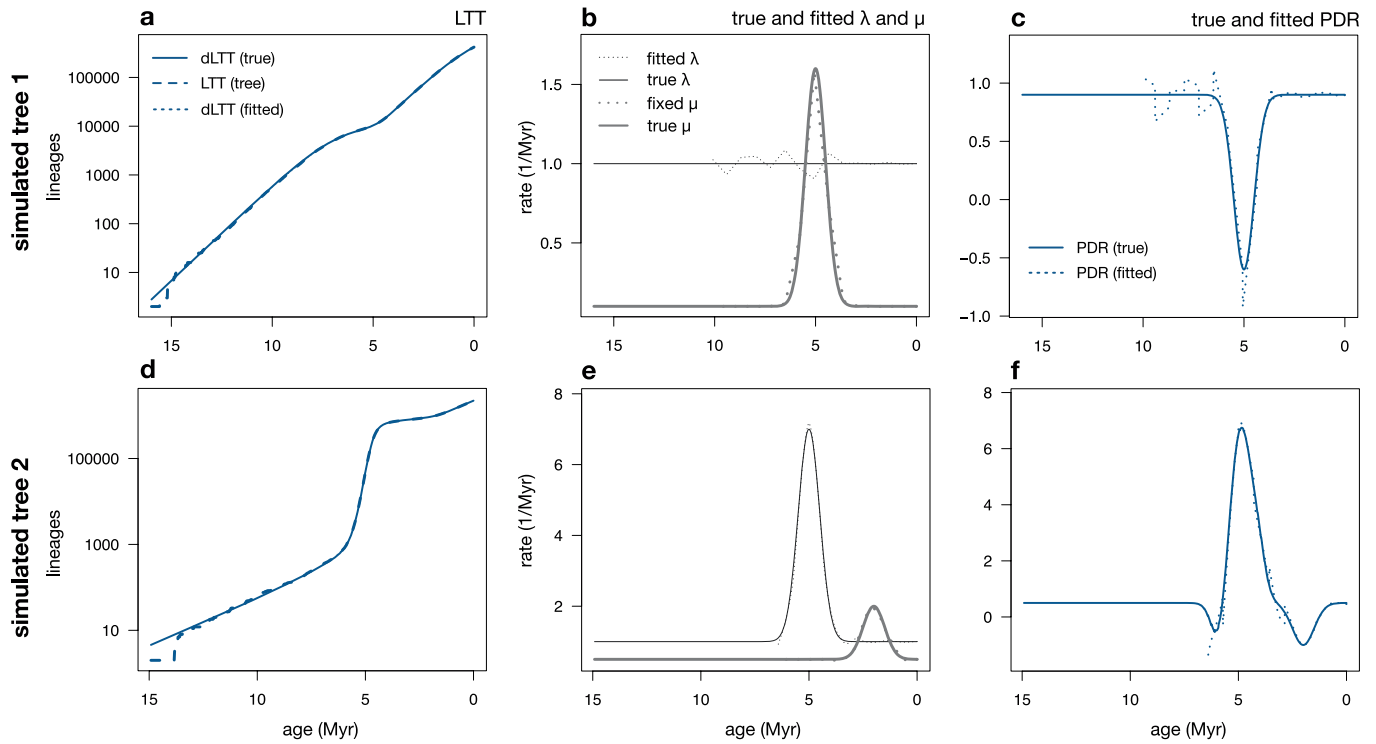 a
LTT
simulated tree 1
lineages
100000
10000
1000
100
10
dLTT (true)
LTT (tree)
dLTT (fitted)
15
10
5
0
b
true and fitted λ and μ
rate (1/Myr)
1.5
1.0
0.5
fitted λ
true λ
fixed μ
true μ
15
10
5
0
c
true and fitted PDR
1.0
0.5
0.0
−0.5
−1.0
PDR (true)
PDR (fitted)
15
10
5
0
d
simulated tree 2
lineages
100000
1000
10
15
10
5
0
age (Myr)
e
rate (1/Myr)
8
6
4
2
15
10
5
0
age (Myr)
f
8
6
4
2
0
15
10
5
0
age (Myr)